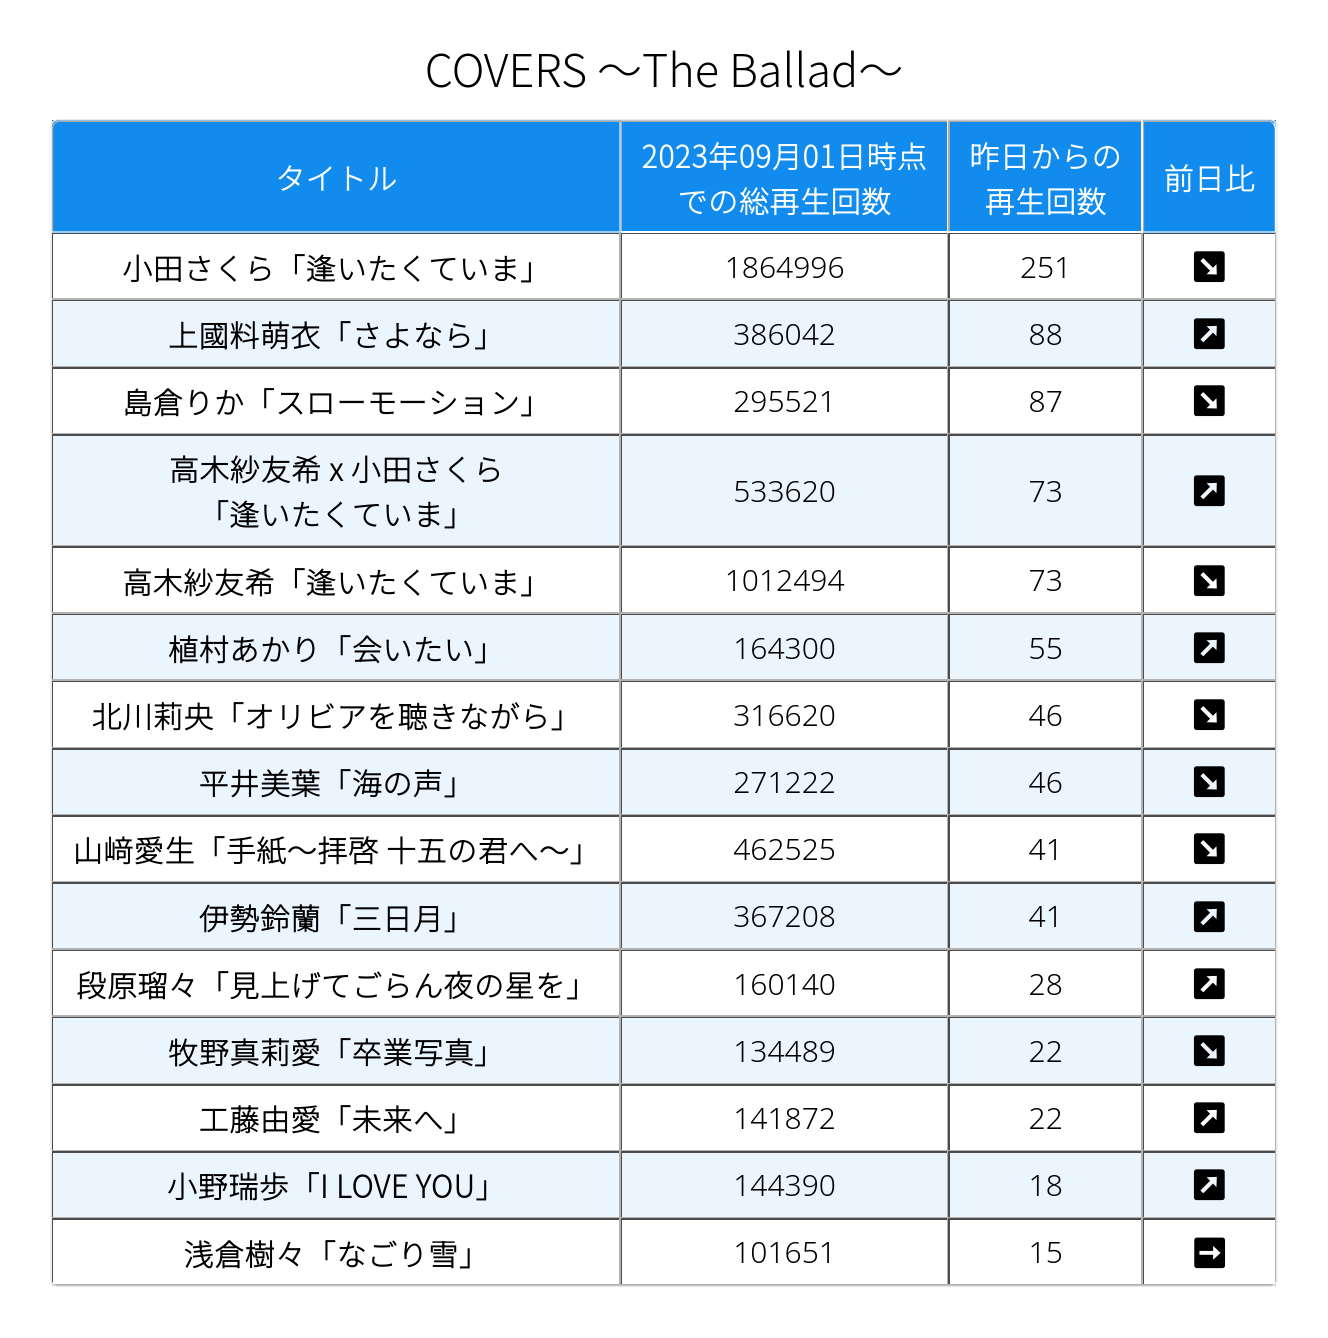 COVERS ～The Ballad～
タイトル 2023年09月01日時点での総再生回数 昨日からの再生回数 前日比
小田さくら「逢いたくていま」 1864996 251 ↘
上國料萌衣「さよなら」 386042 88 ↗
島倉りか「スローモーション」 295521 87 ↘
高木紗友希 x 小田さくら
「逢いたくていま」 533620 73 ↗
高木紗友希「逢いたくていま」 1012494 73 ↘
植村あかり「会いたい」 164300 55 ↗
北川莉央「オリビアを聴きながら」 316620 46 ↘
平井美葉「海の声」 271222 46 ↘
山﨑愛生「手紙～拝啓 十五の君へ～」 462525 41 ↘
伊勢鈴蘭「三日月」 367208 41 ↗
段原瑠々「見上げてごらん夜の星を」 160140 28 ↗
牧野真莉愛「卒業写真」 134489 22 ↘
工藤由愛「未来へ」 141872 22 ↗
小野瑞歩「I LOVE YOU」 144390 18 ↗
浅倉樹々「なごり雪」 101651 15 →